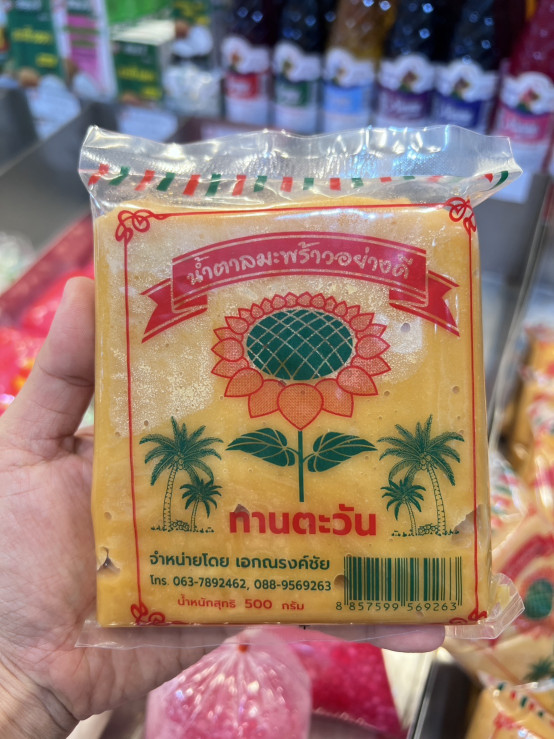 น้ำตาลมะพร้าวอย่างดี
ทานตะวัน
จำหน่ายโดย เอกณรงค์ชัย
โทร. 063-7892462, 088-9569263
น้ำหนักสุทธิ 500 กรัม
8 857599 569263